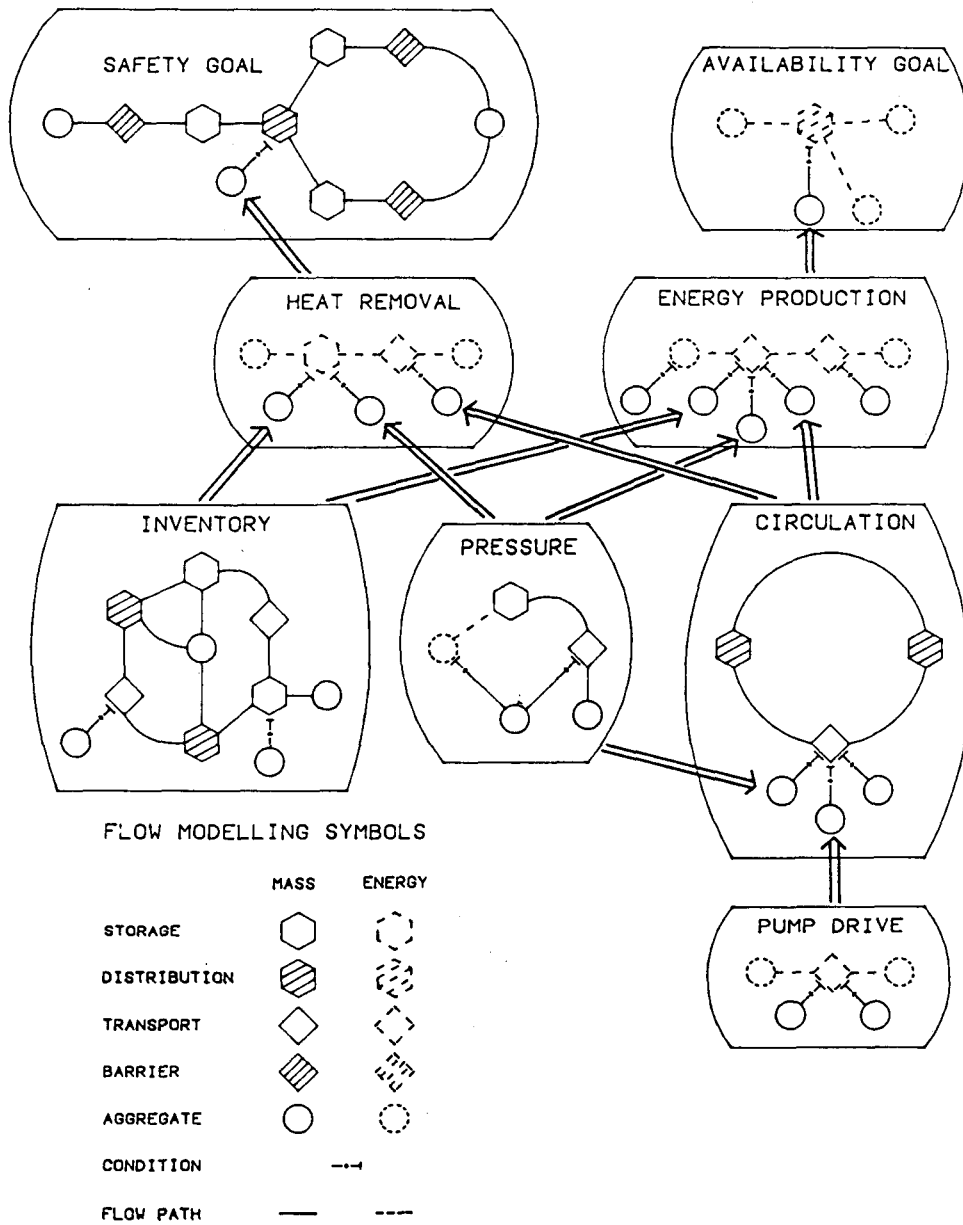 SAFETY GOAL
AVAILABILITY GOAL
HEAT REMOVAL
ENERGY PRODUCTION
INVENTORY
PRESSURE
CIRCULATION
PUMP DRIVE
FLOW MODELLING SYMBOLS
MASS ENERGY
STORAGE
DISTRIBUTION
TRANSPORT
BARRIER
AGGREGATE
CONDITION
FLOW PATH